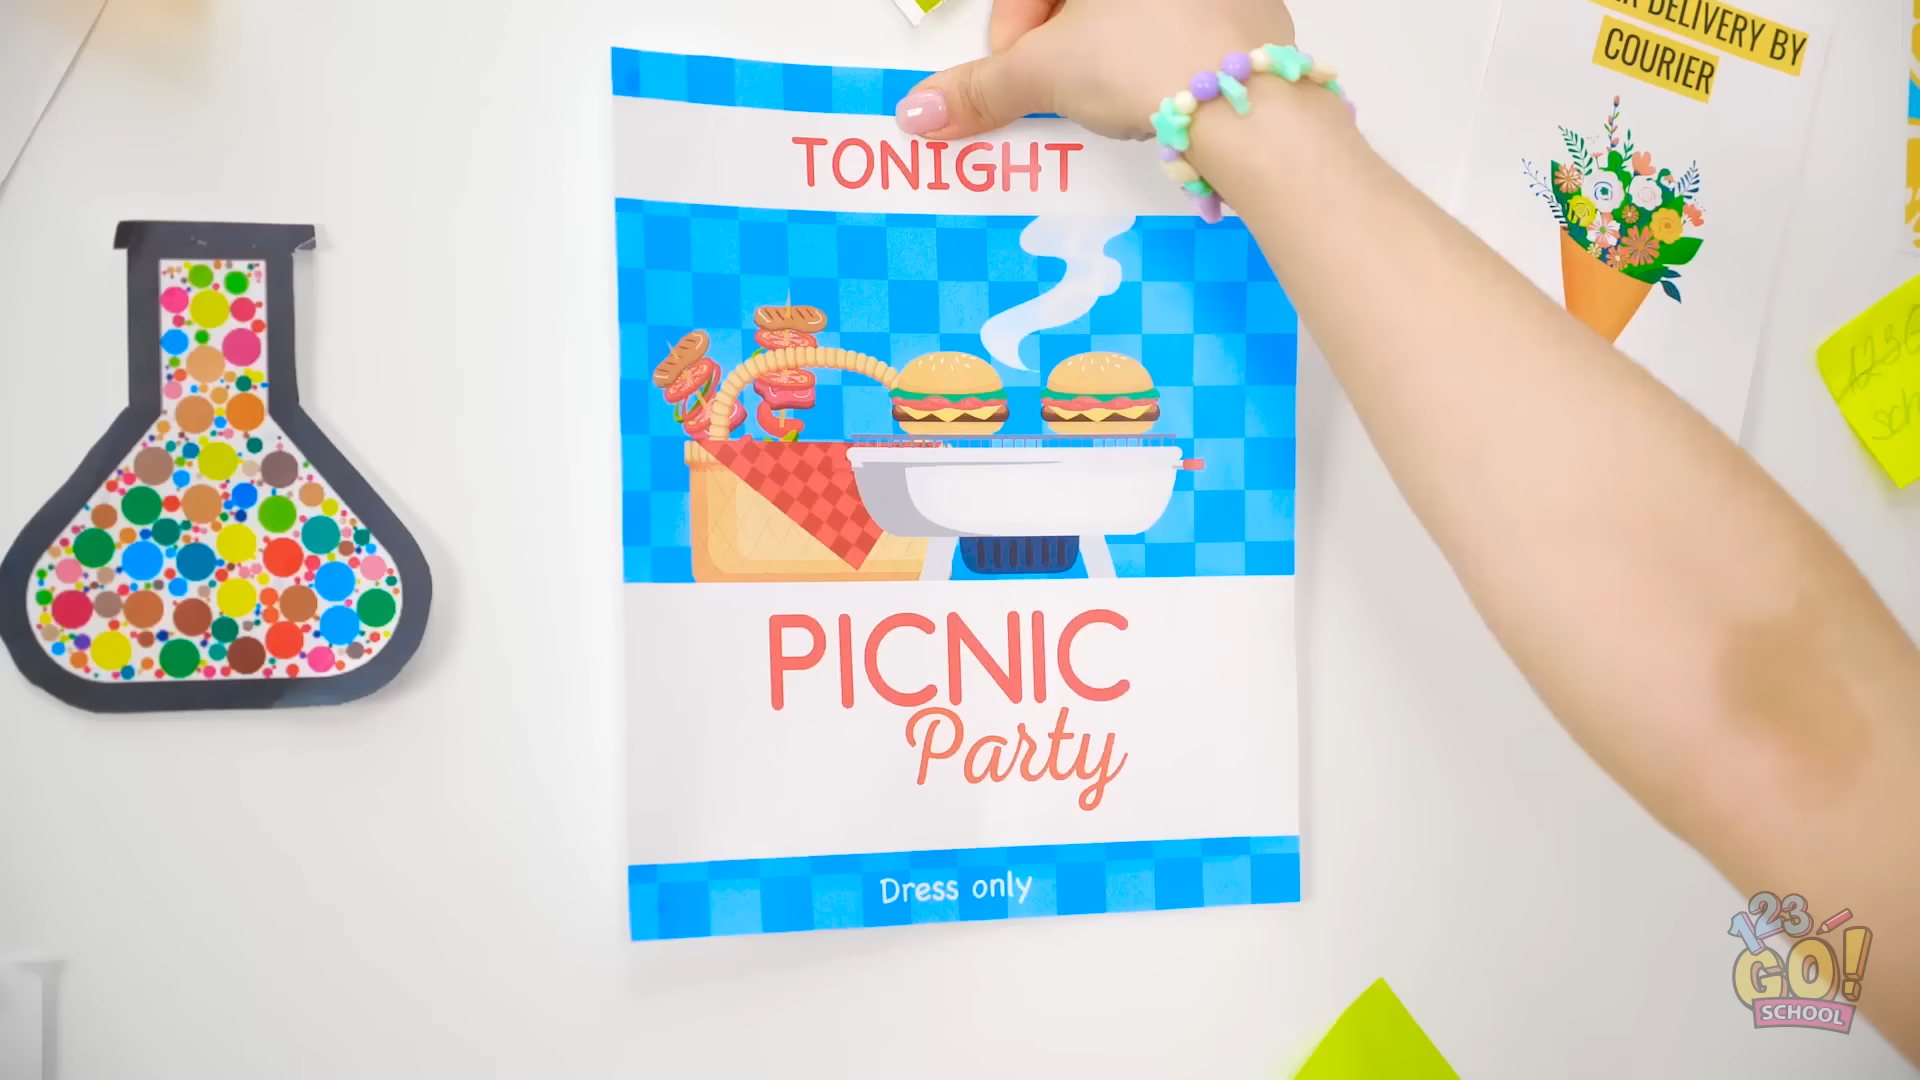 DELIVERY BY
COURIER
TONIGHT
PICNIC
Party
Dress only
123
GO!
SCHOOL